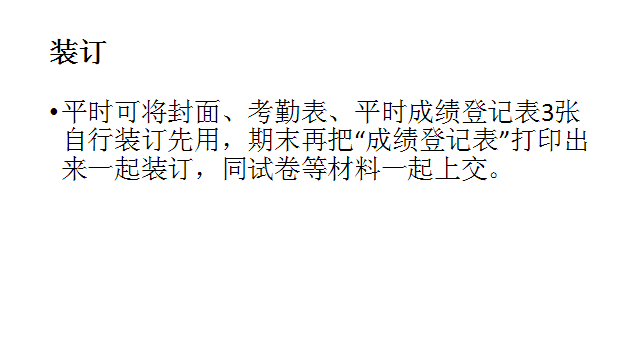 装订
•平时可将封面、考勤表、平时成绩登记表3张
自行装订先用，期末再把“成绩登记表”打印出
来一起装订，同试卷等材料一起上交。